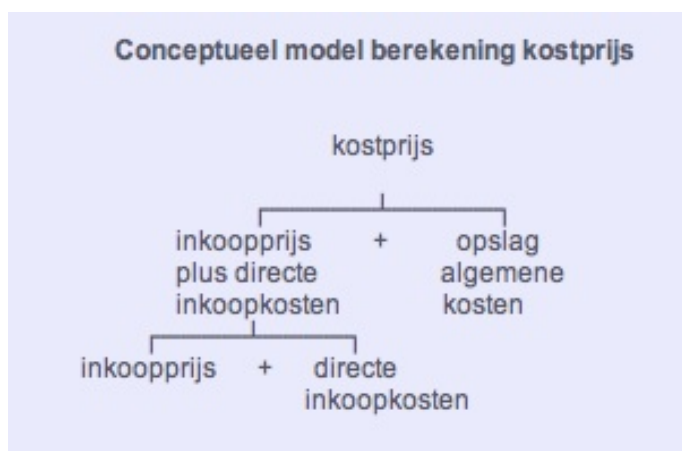 Conceptueel model berekening kostprijs
kostprijs
inkoopprijs + opslag
plus directe algemene
inkoopkosten kosten
inkoopprijs + directe
inkoopkosten